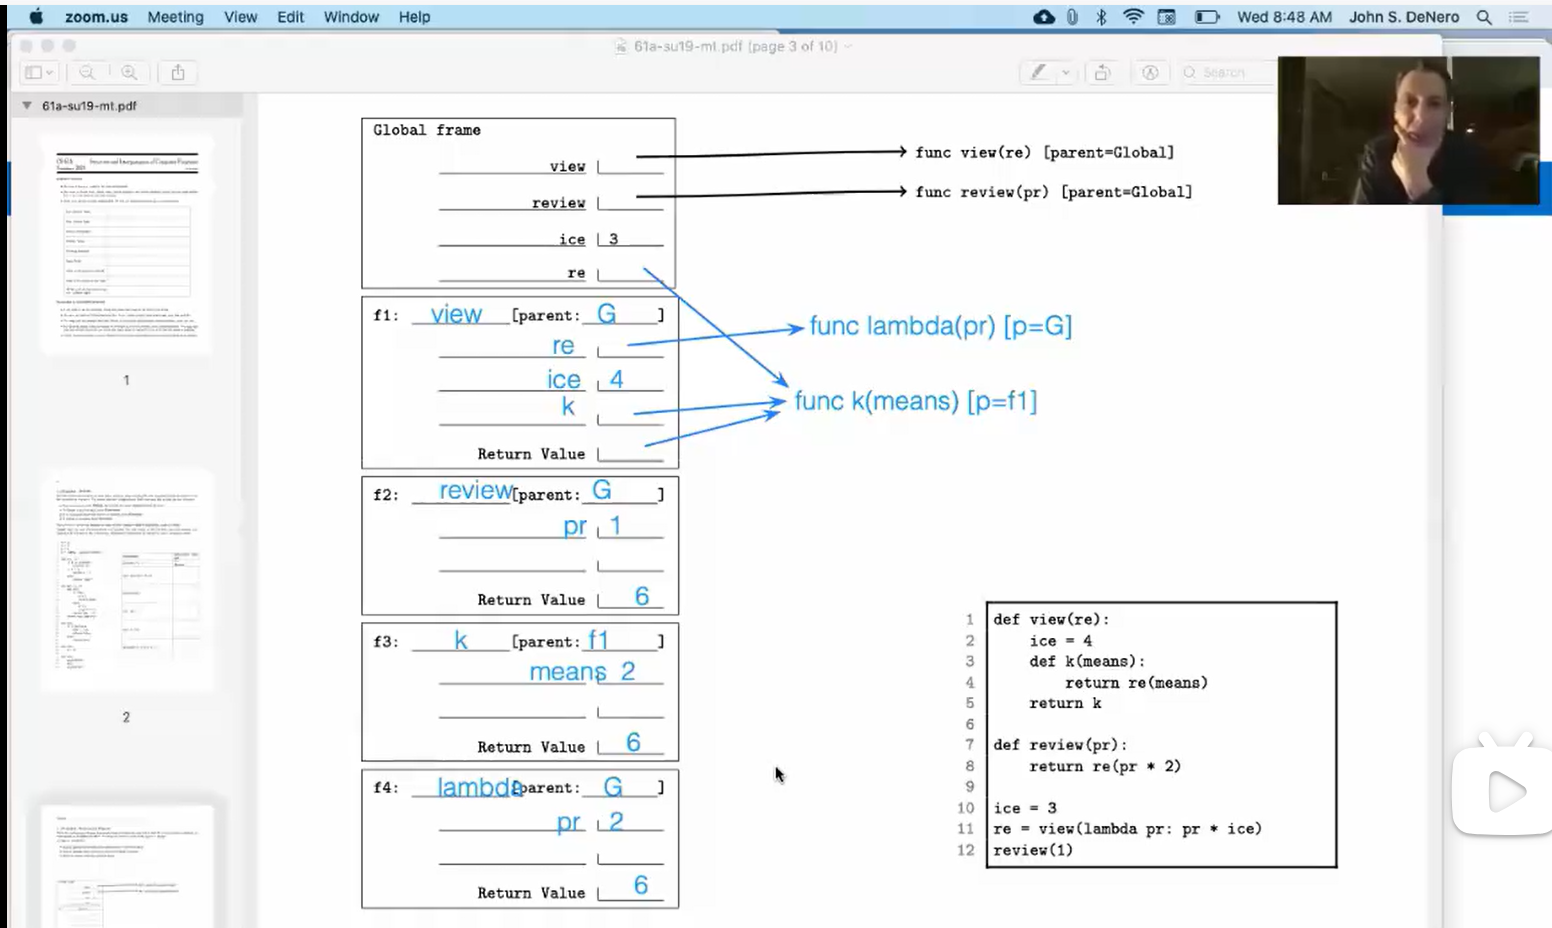 zoom.us Meeting View Edit Window Help Wed 8:48 AM John S. DeNero
61a-su19-mt.pdf (page 3 of 10)
Search
61a-su19-mt.pdf
1
2
Global frame
view
func view(re) [parent=Global]
review
func review(pr) [parent=Global]
ice 3
re
f1: view [parent: G ]
re
func lambda(pr) [p=G]
ice 4
k
func k(means) [p=f1]
Return Value
f2: review [parent: G ]
pr 1
Return Value 6
f3: k [parent: f1 ]
means 2
Return Value 6
f4: lambda [parent: G ]
pr 2
Return Value 6
1 def view(re):
2 ice = 4
3 def k(means):
4 return re(means)
5 return k
6
7 def review(pr):
8 return re(pr * 2)
9
10 ice = 3
11 re = view(lambda pr: pr * ice)
12 review(1)